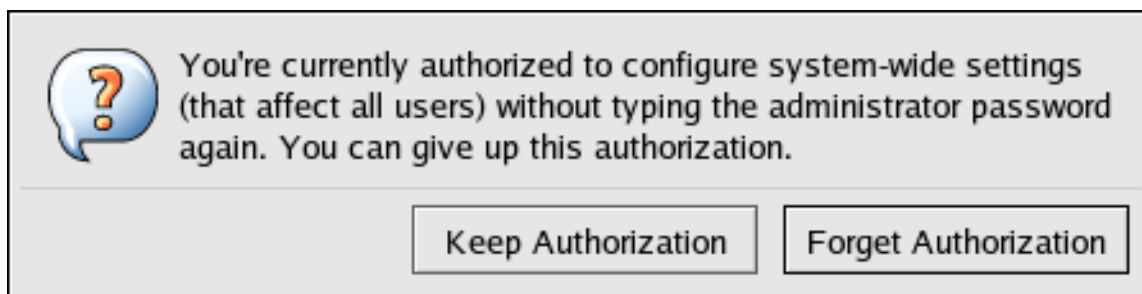 You're currently authorized to configure system-wide settings
(that affect all users) without typing the administrator password
again. You can give up this authorization.
Keep Authorization
Forget Authorization